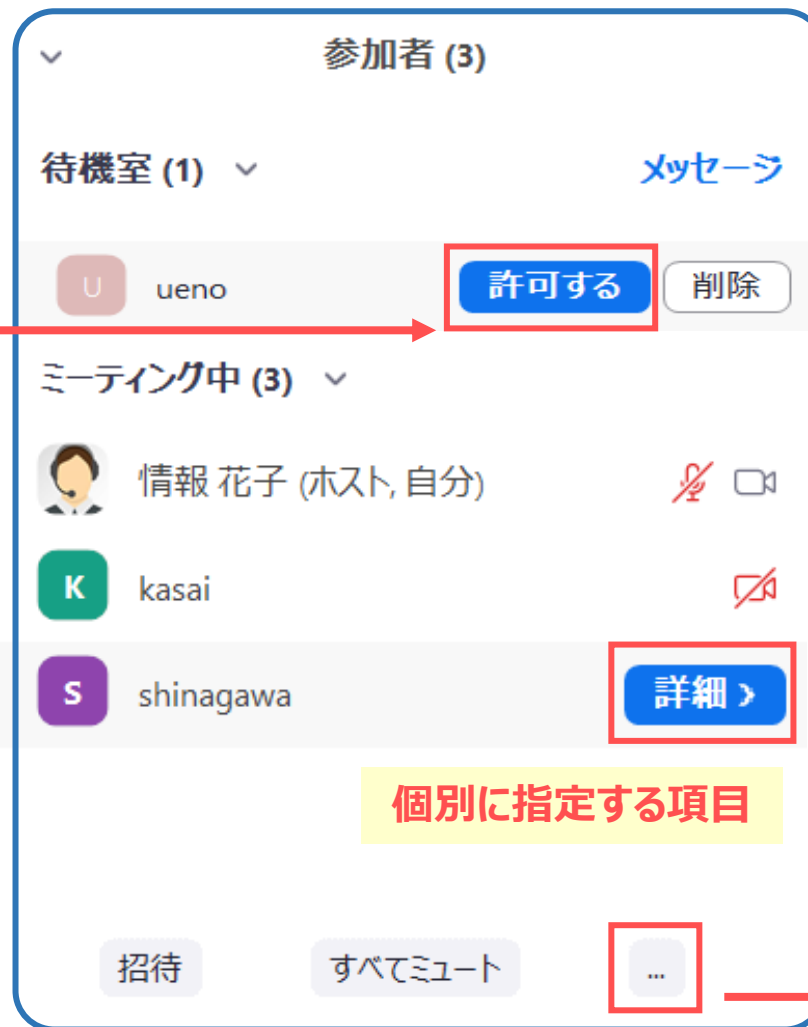 参加者 (3)
待機室 (1) メッセージ
U ueno 許可する 削除
ミーティング中 (3)
情報 花子 (ホスト, 自分)
K kasai
S shinagawa 詳細 >
個別に指定する項目
招待 すべてミュート ...